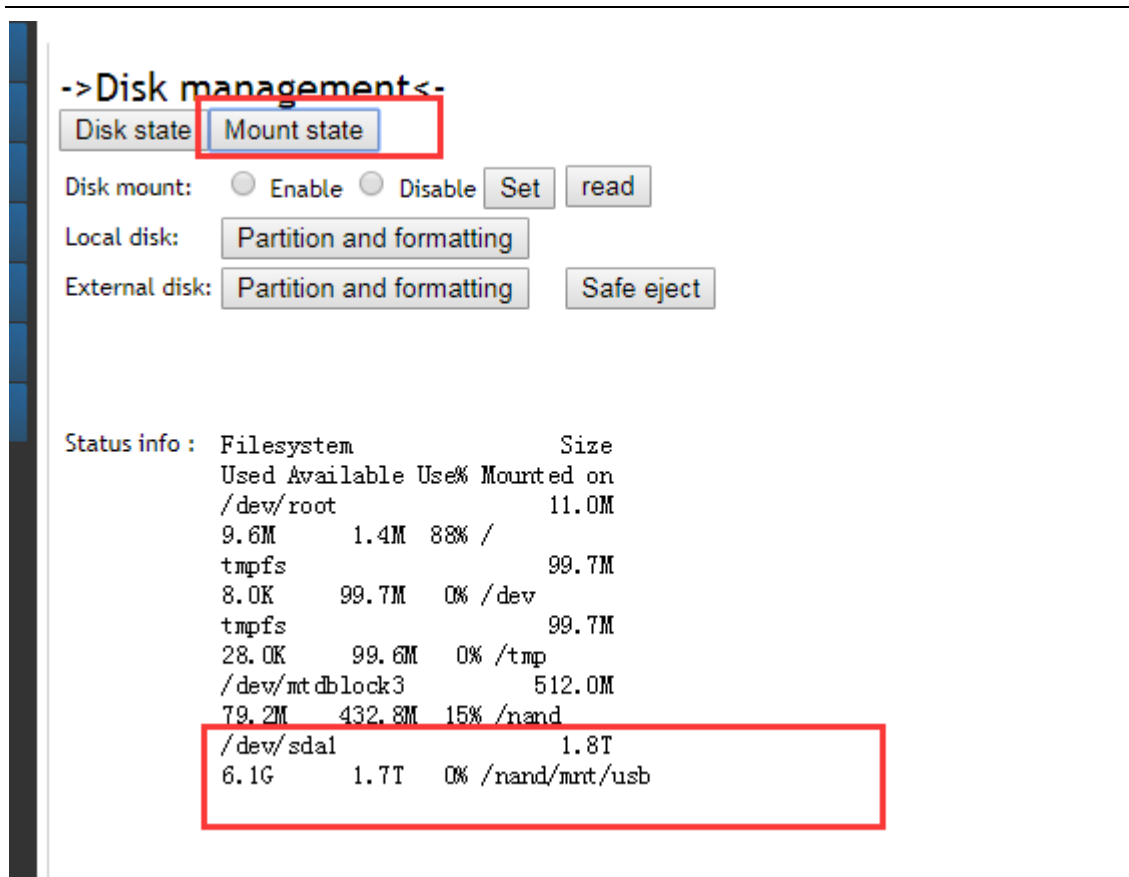 ->Disk management<-
Disk state Mount state
Disk mount: Enable Disable Set read
Local disk: Partition and formatting
External disk: Partition and formatting Safe eject
Status info : Filesystem Size
Used Available Use% Mounted on
/dev/root 11.0M
9.6M 1.4M 88% /
tmpfs 99.7M
8.0K 99.7M 0% /dev
tmpfs 99.7M
28.0K 99.6M 0% /tmp
/dev/mtdblock3 512.0M
79.2M 432.8M 15% /nand
/dev/sda1 1.8T
6.1G 1.7T 0% /nand/mnt/usb